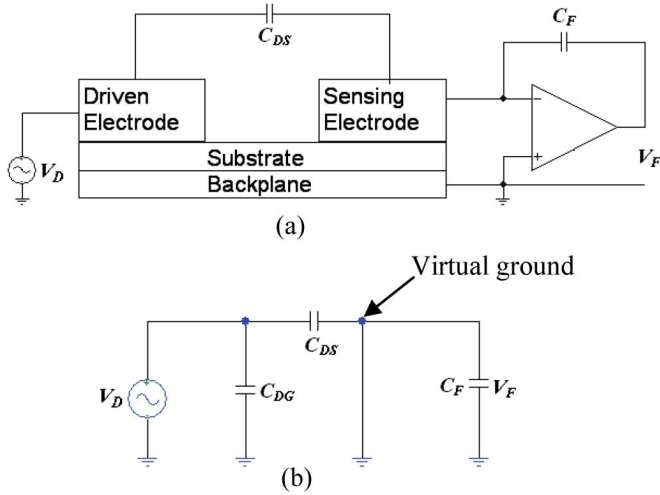 C_DS
C_F
Driven
Electrode
Sensing
Electrode
−
+
Substrate
Backplane
V_D
V_F
(a)
Virtual ground
C_DS
V_D
+
C_DG
C_F
V_F
(b)